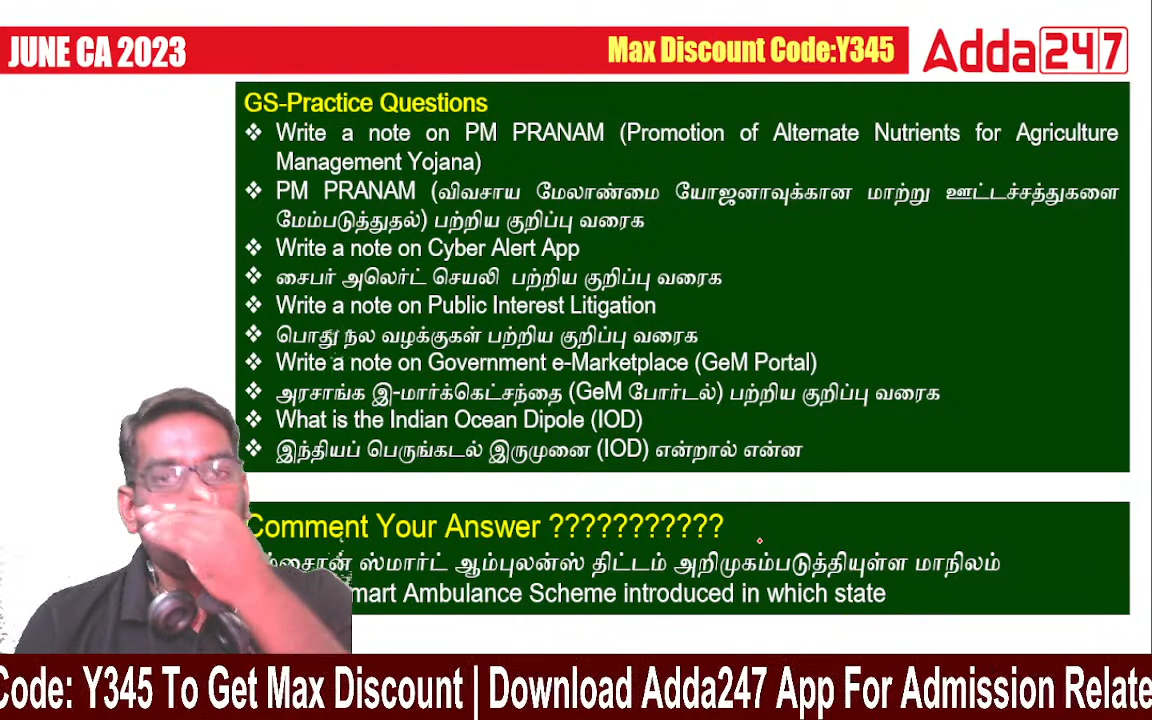 JUNE CA 2023
Max Discount Code:Y345
Adda247
GS-Practice Questions
❖ Write a note on PM PRANAM (Promotion of Alternate Nutrients for Agriculture
Management Yojana)
❖ PM PRANAM (விவசாய மேலாண்மை யோஜனாவுக்கான மாற்று ஊட்டச்சத்துகளை
மேம்படுத்துதல்) பற்றிய குறிப்பு வரைக
❖ Write a note on Cyber Alert App
❖ சைபர் அலெர்ட் செயலி பற்றிய குறிப்பு வரைக
❖ Write a note on Public Interest Litigation
❖ பொது நல வழக்குகள் பற்றிய குறிப்பு வரைக
❖ Write a note on Government e-Marketplace (GeM Portal)
❖ அரசாங்க இ-மார்க்கெட்சந்தை (GeM போர்டல்) பற்றிய குறிப்பு வரைக
❖ What is the Indian Ocean Dipole (IOD)
❖ இந்தியப் பெருங்கடல் இருமுனை (IOD) என்றால் என்ன
Comment Your Answer ???????????
ஸ்மார்ட் ஆம்புலன்ஸ் திட்டம் அறிமுகம்படுத்தியுள்ள மாநிலம்
mart Ambulance Scheme introduced in which state
Code: Y345 To Get Max Discount | Download Adda247 App For Admission Relate